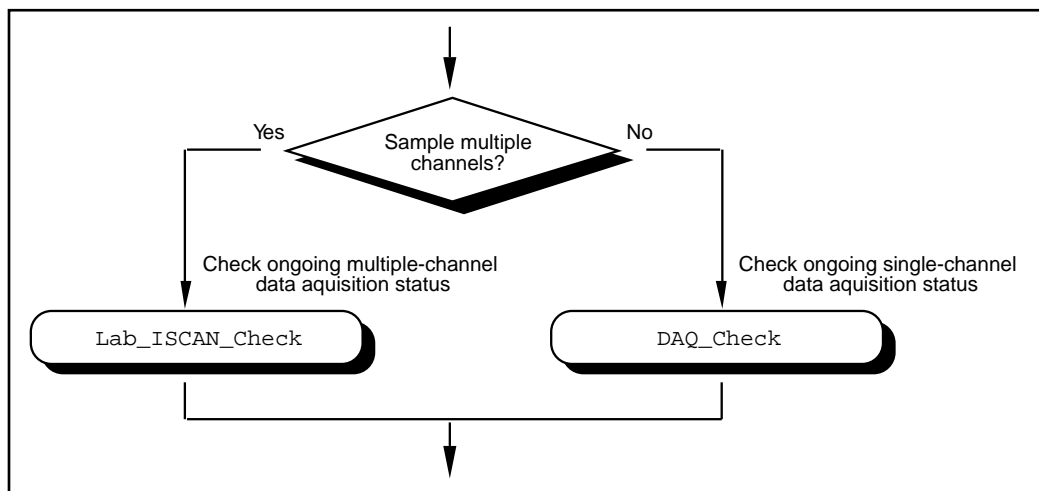 Yes
Sample multiple
channels?
No
Check ongoing multiple-channel
data aquisition status
Check ongoing single-channel
data aquisition status
Lab_ISCAN_Check
DAQ_Check